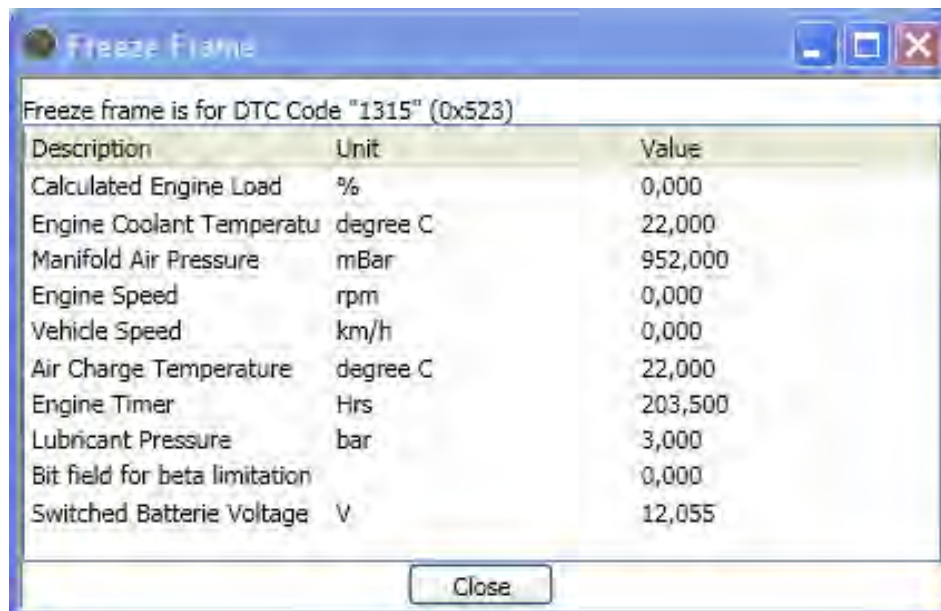 Freeze Frame
Freeze frame is for DTC Code "1315" (0x523)
Description Unit Value
Calculated Engine Load % 0,000
Engine Coolant Temperatu degree C 22,000
Manifold Air Pressure mBar 952,000
Engine Speed rpm 0,000
Vehicle Speed km/h 0,000
Air Charge Temperature degree C 22,000
Engine Timer Hrs 203,500
Lubricant Pressure bar 3,000
Bit field for beta limitation 0,000
Switched Batterie Voltage V 12,055
Close